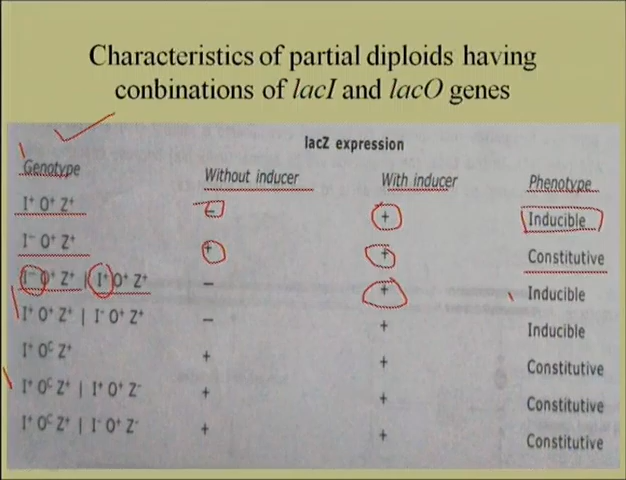 Characteristics of partial diploids having
conbinations of lacI and lacO genes
lacZ expression
Genotype Without inducer With inducer Phenotype
I⁺ O⁺ Z⁺ − + Inducible
I⁻ O⁺ Z⁺ + + Constitutive
I⁻ O⁺ Z⁺ | I⁺ O⁺ Z⁺ − + Inducible
I⁺ O⁺ Z⁺ | I⁻ O⁺ Z⁺ − + Inducible
I⁺ Oᶜ Z⁺ + + Constitutive
I⁺ Oᶜ Z⁺ | I⁺ O⁺ Z⁻ + + Constitutive
I⁺ Oᶜ Z⁺ | I⁻ O⁺ Z⁻ + + Constitutive